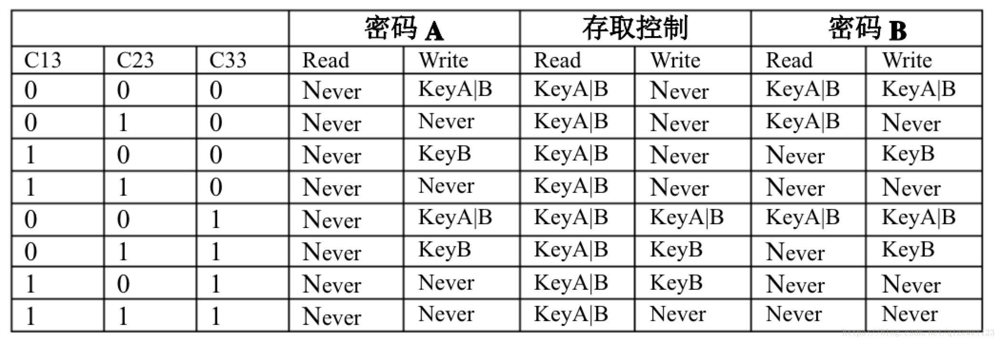 密码 A 存取控制 密码 B
C13 C23 C33 Read Write Read Write Read Write
0 0 0 Never KeyA|B KeyA|B Never KeyA|B KeyA|B
0 1 0 Never Never KeyA|B Never KeyA|B Never
1 0 0 Never KeyB KeyA|B Never Never KeyB
1 1 0 Never Never KeyA|B Never Never Never
0 0 1 Never KeyA|B KeyA|B KeyA|B KeyA|B KeyA|B
0 1 1 Never KeyB KeyA|B KeyB Never KeyB
1 0 1 Never Never KeyA|B KeyB Never Never
1 1 1 Never Never KeyA|B Never Never Never
https://blog.csdn.net/qizewei123